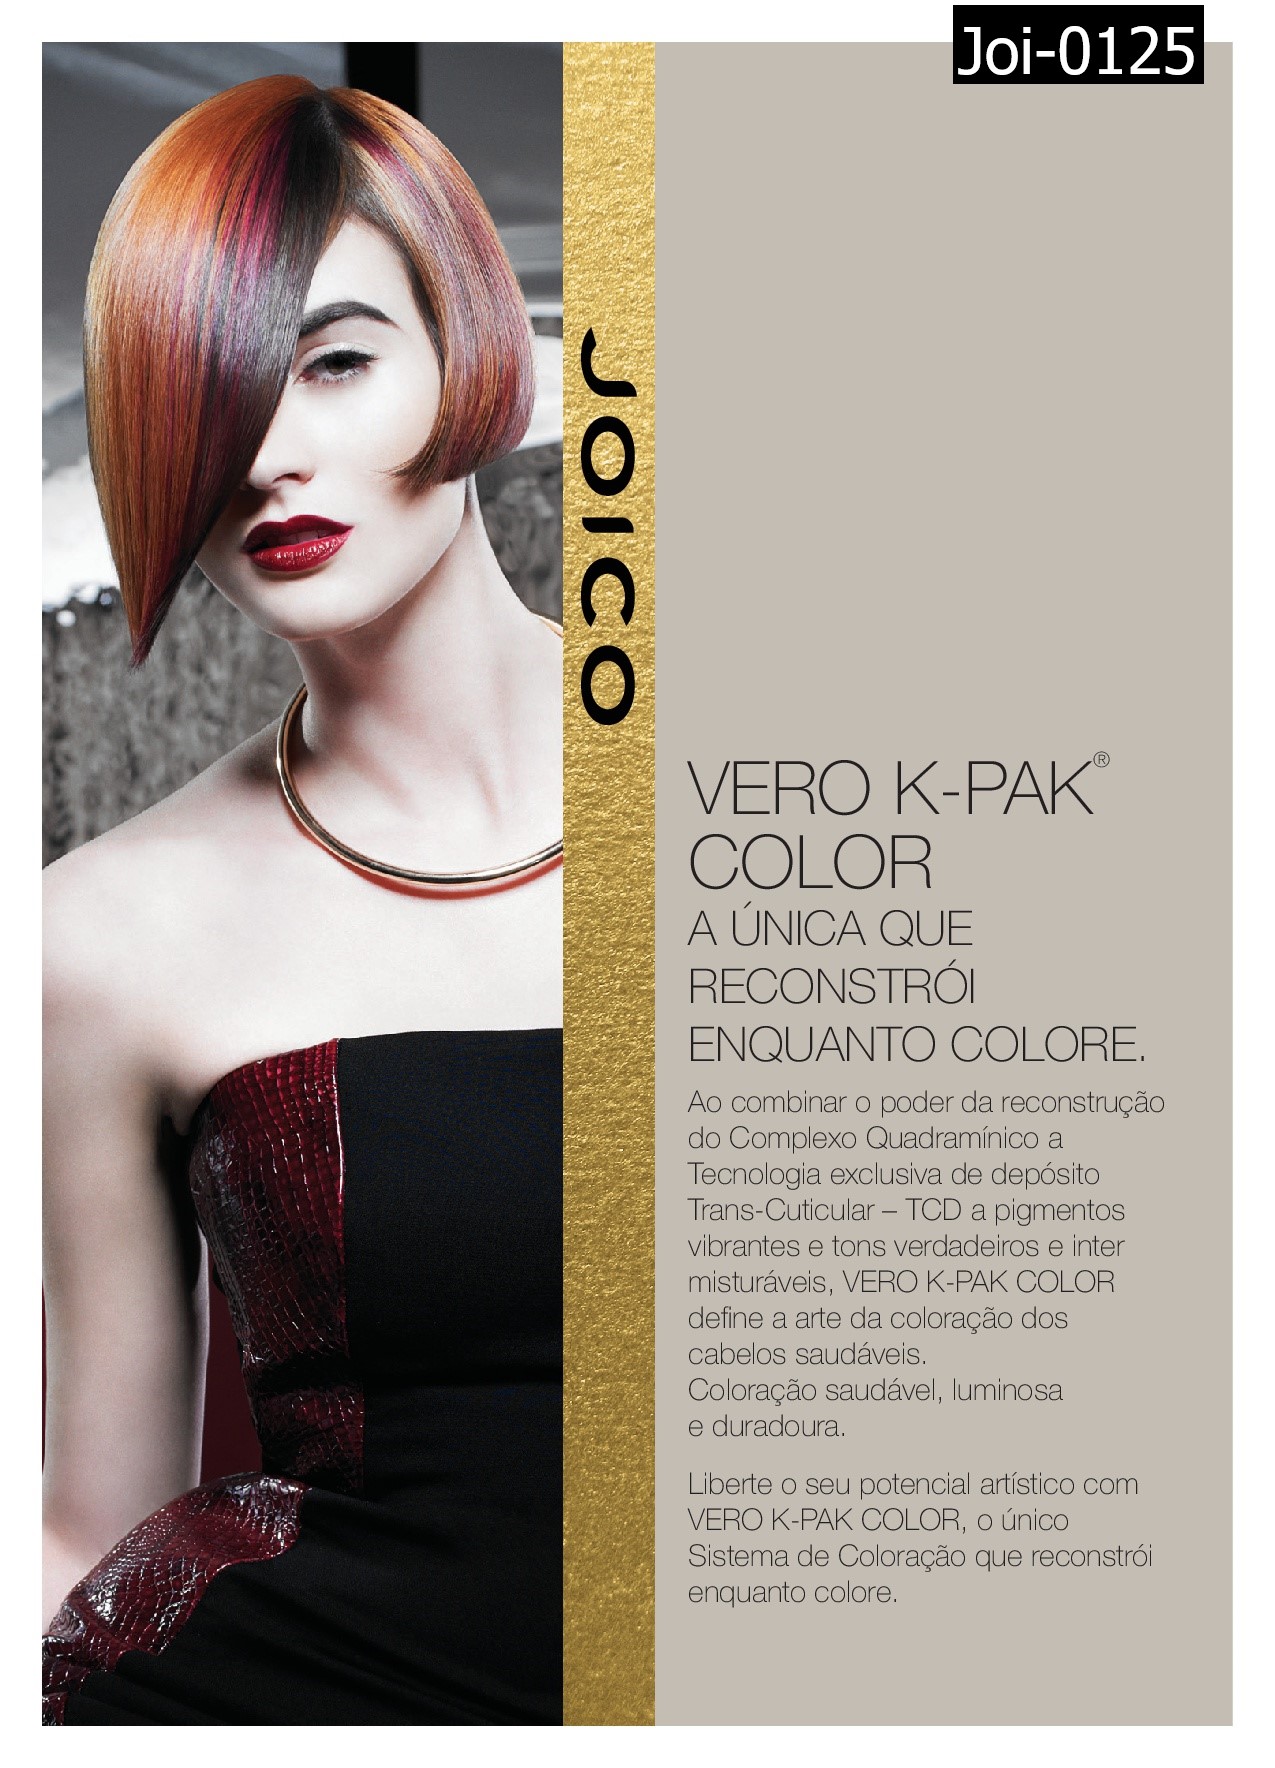 Joi-0125
JOICO
VERO K-PAK®
COLOR
A ÚNICA QUE
RECONSTRÓI
ENQUANTO COLORE.
Ao combinar o poder da reconstrução
do Complexo Quadramínico a
Tecnologia exclusiva de depósito
Trans-Cuticular – TCD a pigmentos
vibrantes e tons verdadeiros e inter
misturáveis, VERO K-PAK COLOR
define a arte da coloração dos
cabelos saudáveis.
Coloração saudável, luminosa
e duradoura.
Liberte o seu potencial artístico com
VERO K-PAK COLOR, o único
Sistema de Coloração que reconstrói
enquanto colore.